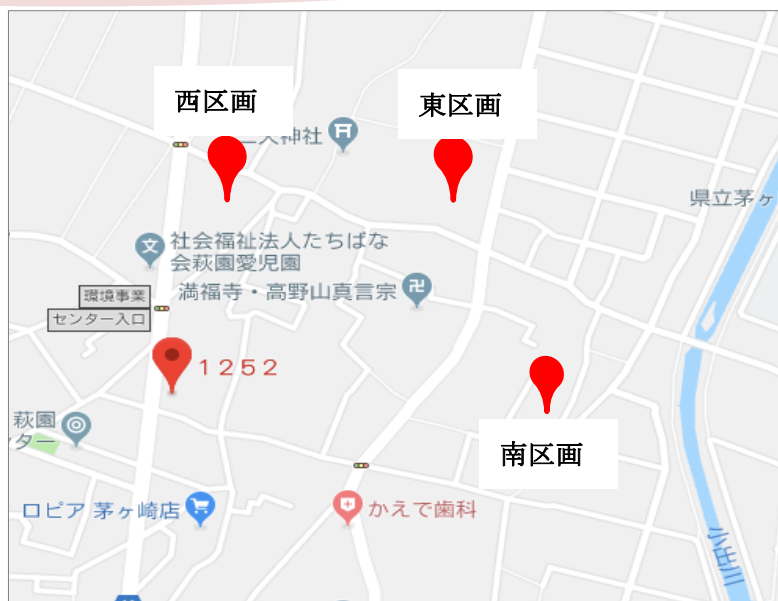 西区画
東区画
神社
県立茅ヶ
社会福祉法人たちばな
会萩園愛児園
満福寺・高野山真言宗
環境事業
センター入口
1252
萩園
ター
南区画
ロピア 茅ヶ崎店
かえで歯科
小出川